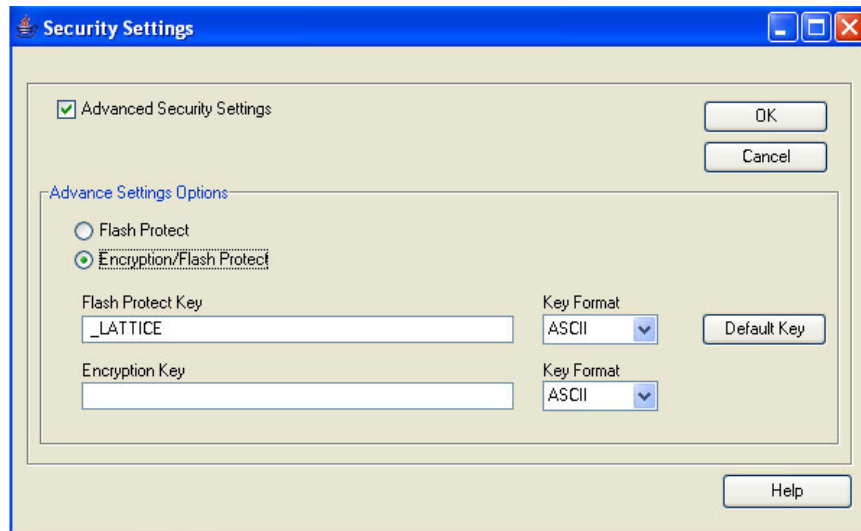 Security Settings
Advanced Security Settings
OK
Cancel
Advance Settings Options
Flash Protect
Encryption/Flash Protect
Flash Protect Key
Key Format
_LATTICE
ASCII
Default Key
Encryption Key
Key Format
ASCII
Help